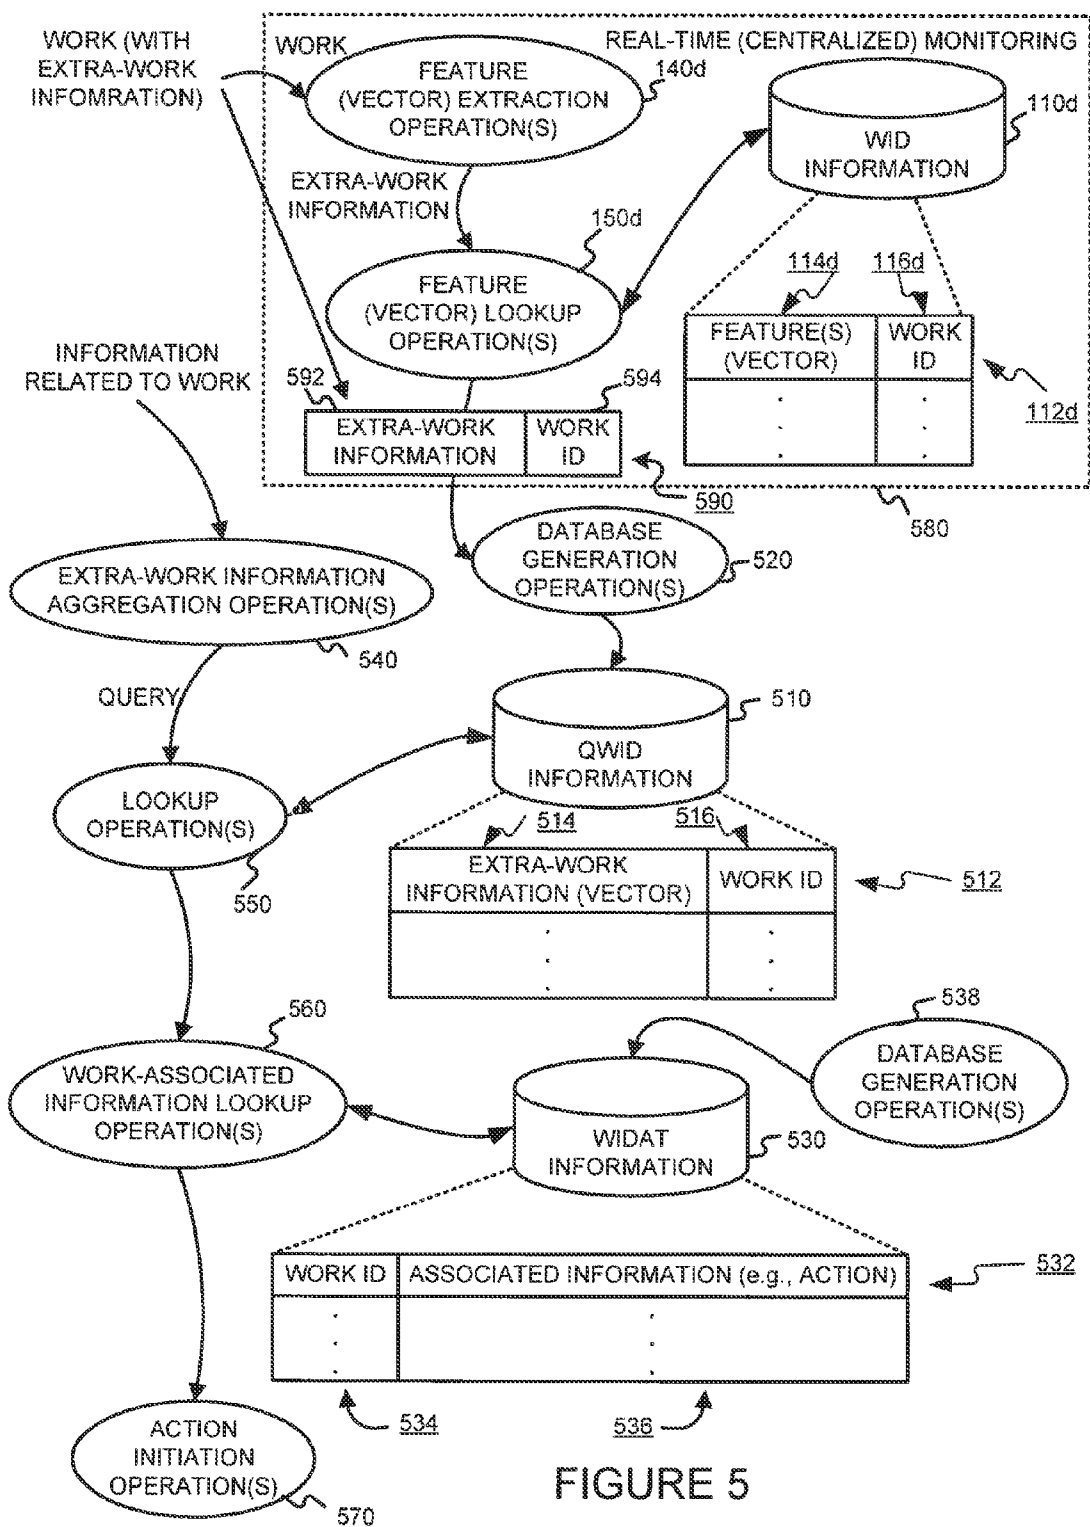 WORK (WITH
EXTRA-WORK
INFOMRATION)
WORK
REAL-TIME (CENTRALIZED) MONITORING
FEATURE
(VECTOR) EXTRACTION
OPERATION(S)
140d
110d
WID
INFORMATION
EXTRA-WORK
INFORMATION
150d
FEATURE
(VECTOR) LOOKUP
OPERATION(S)
114d
116d
FEATURE(S)
(VECTOR)
WORK
ID
112d
INFORMATION
RELATED TO WORK
592
594
EXTRA-WORK
INFORMATION
WORK
ID
590
580
DATABASE
GENERATION
OPERATION(S)
520
EXTRA-WORK INFORMATION
AGGREGATION OPERATION(S)
540
QUERY
510
QWID
INFORMATION
LOOKUP
OPERATION(S)
550
514
516
EXTRA-WORK
INFORMATION (VECTOR)
WORK ID
512
560
538
WORK-ASSOCIATED
INFORMATION LOOKUP
OPERATION(S)
DATABASE
GENERATION
OPERATION(S)
WIDAT
INFORMATION
530
WORK ID
ASSOCIATED INFORMATION (e.g., ACTION)
532
534
536
ACTION
INITIATION
OPERATION(S)
570
FIGURE 5